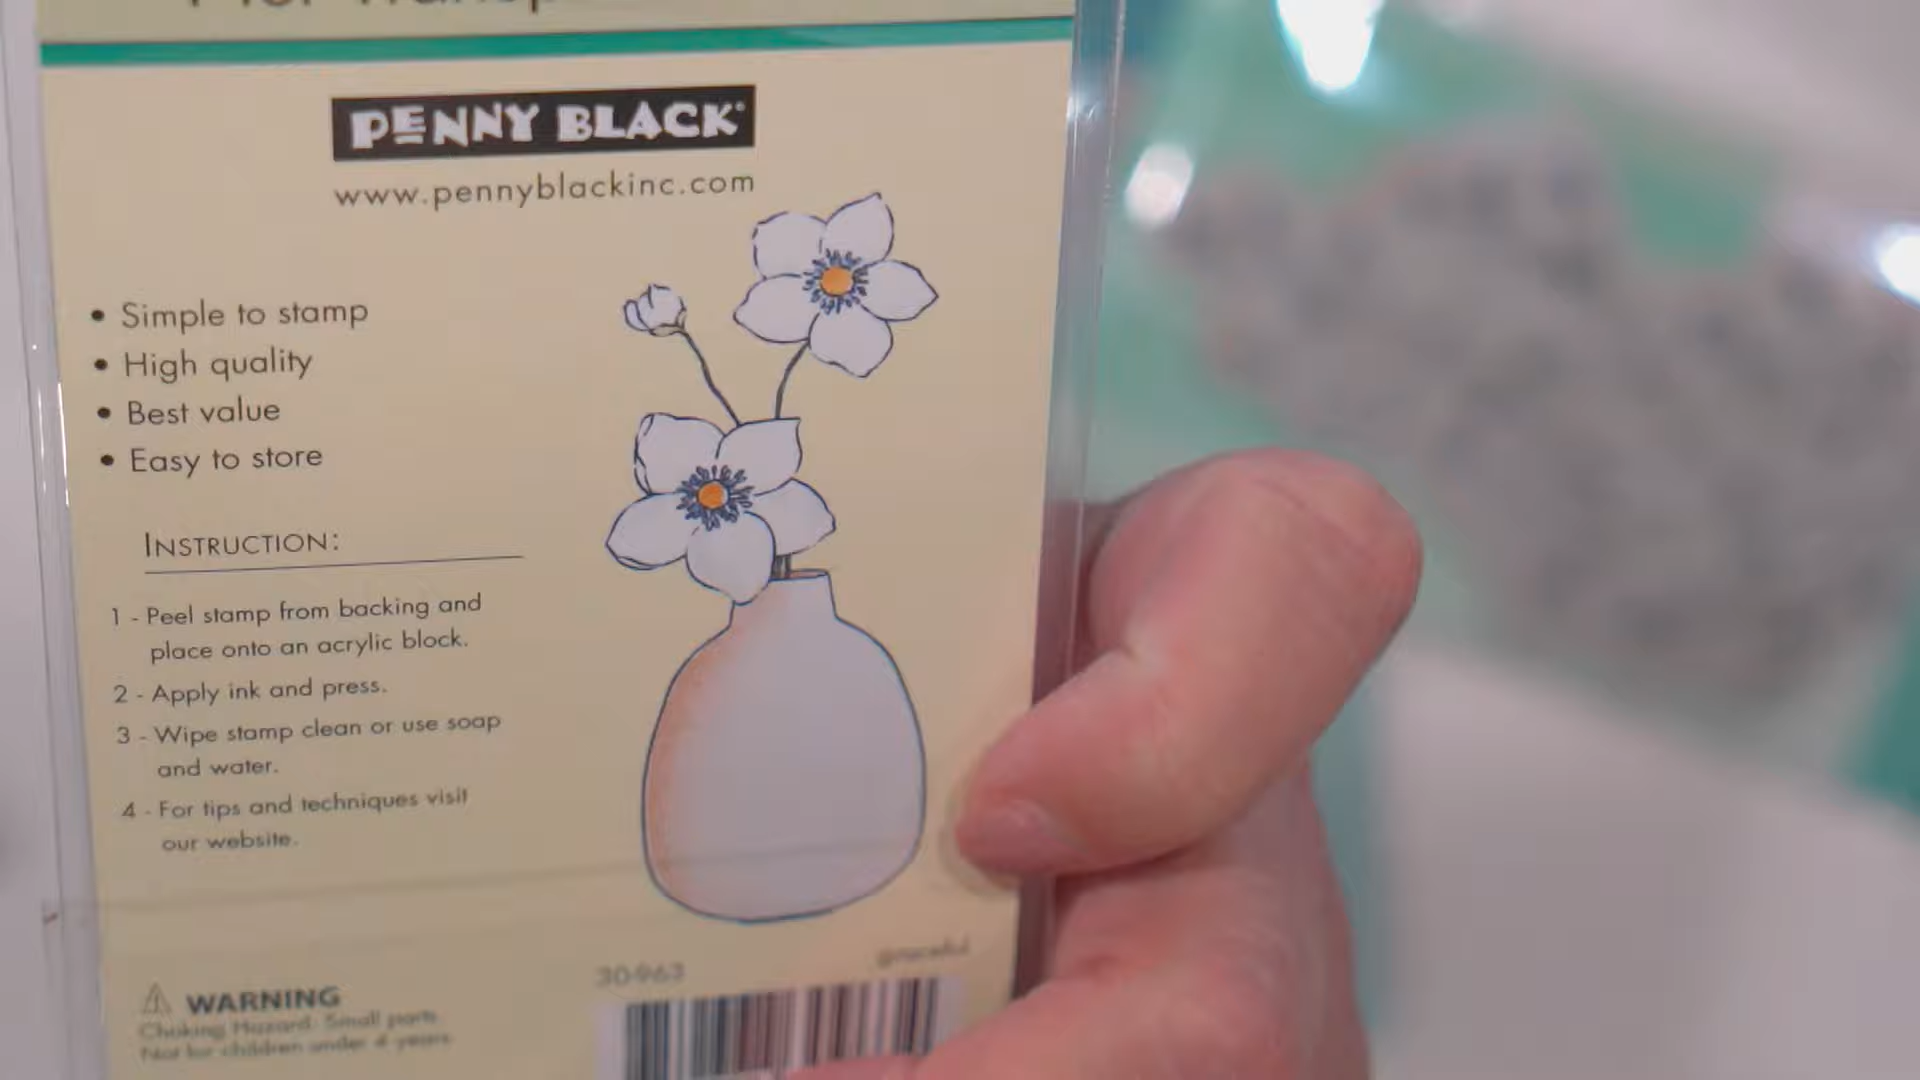 PENNY BLACK
www.pennyblackinc.com
• Simple to stamp
• High quality
• Best value
• Easy to store
INSTRUCTION:
1 - Peel stamp from backing and
place onto an acrylic block.
2 - Apply ink and press.
3 - Wipe stamp clean or use soap
and water.
4 - For tips and techniques visit
our website.
30-963
graceful
WARNING
Choking Hazard: Small parts
Not for children under 4 years